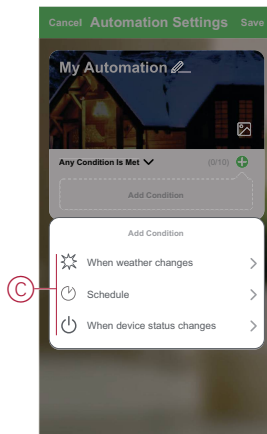 Cancel Automation Settings Save
My Automation
Any Condition Is Met (0/10)
Add Condition
Add Condition
When weather changes
Schedule
When device status changes
C